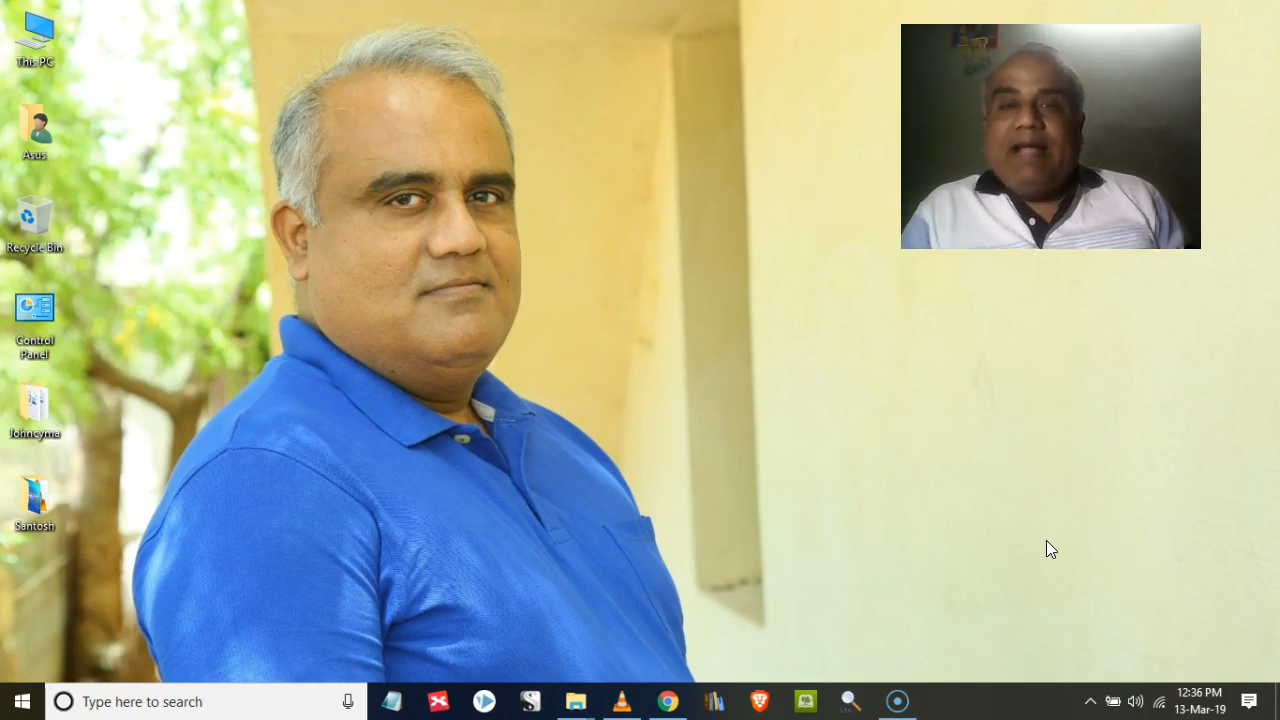 This PC
Asus
Recycle Bin
Control
Panel
Johncyma
Santosh
Type here to search
12:36 PM
13-Mar-19